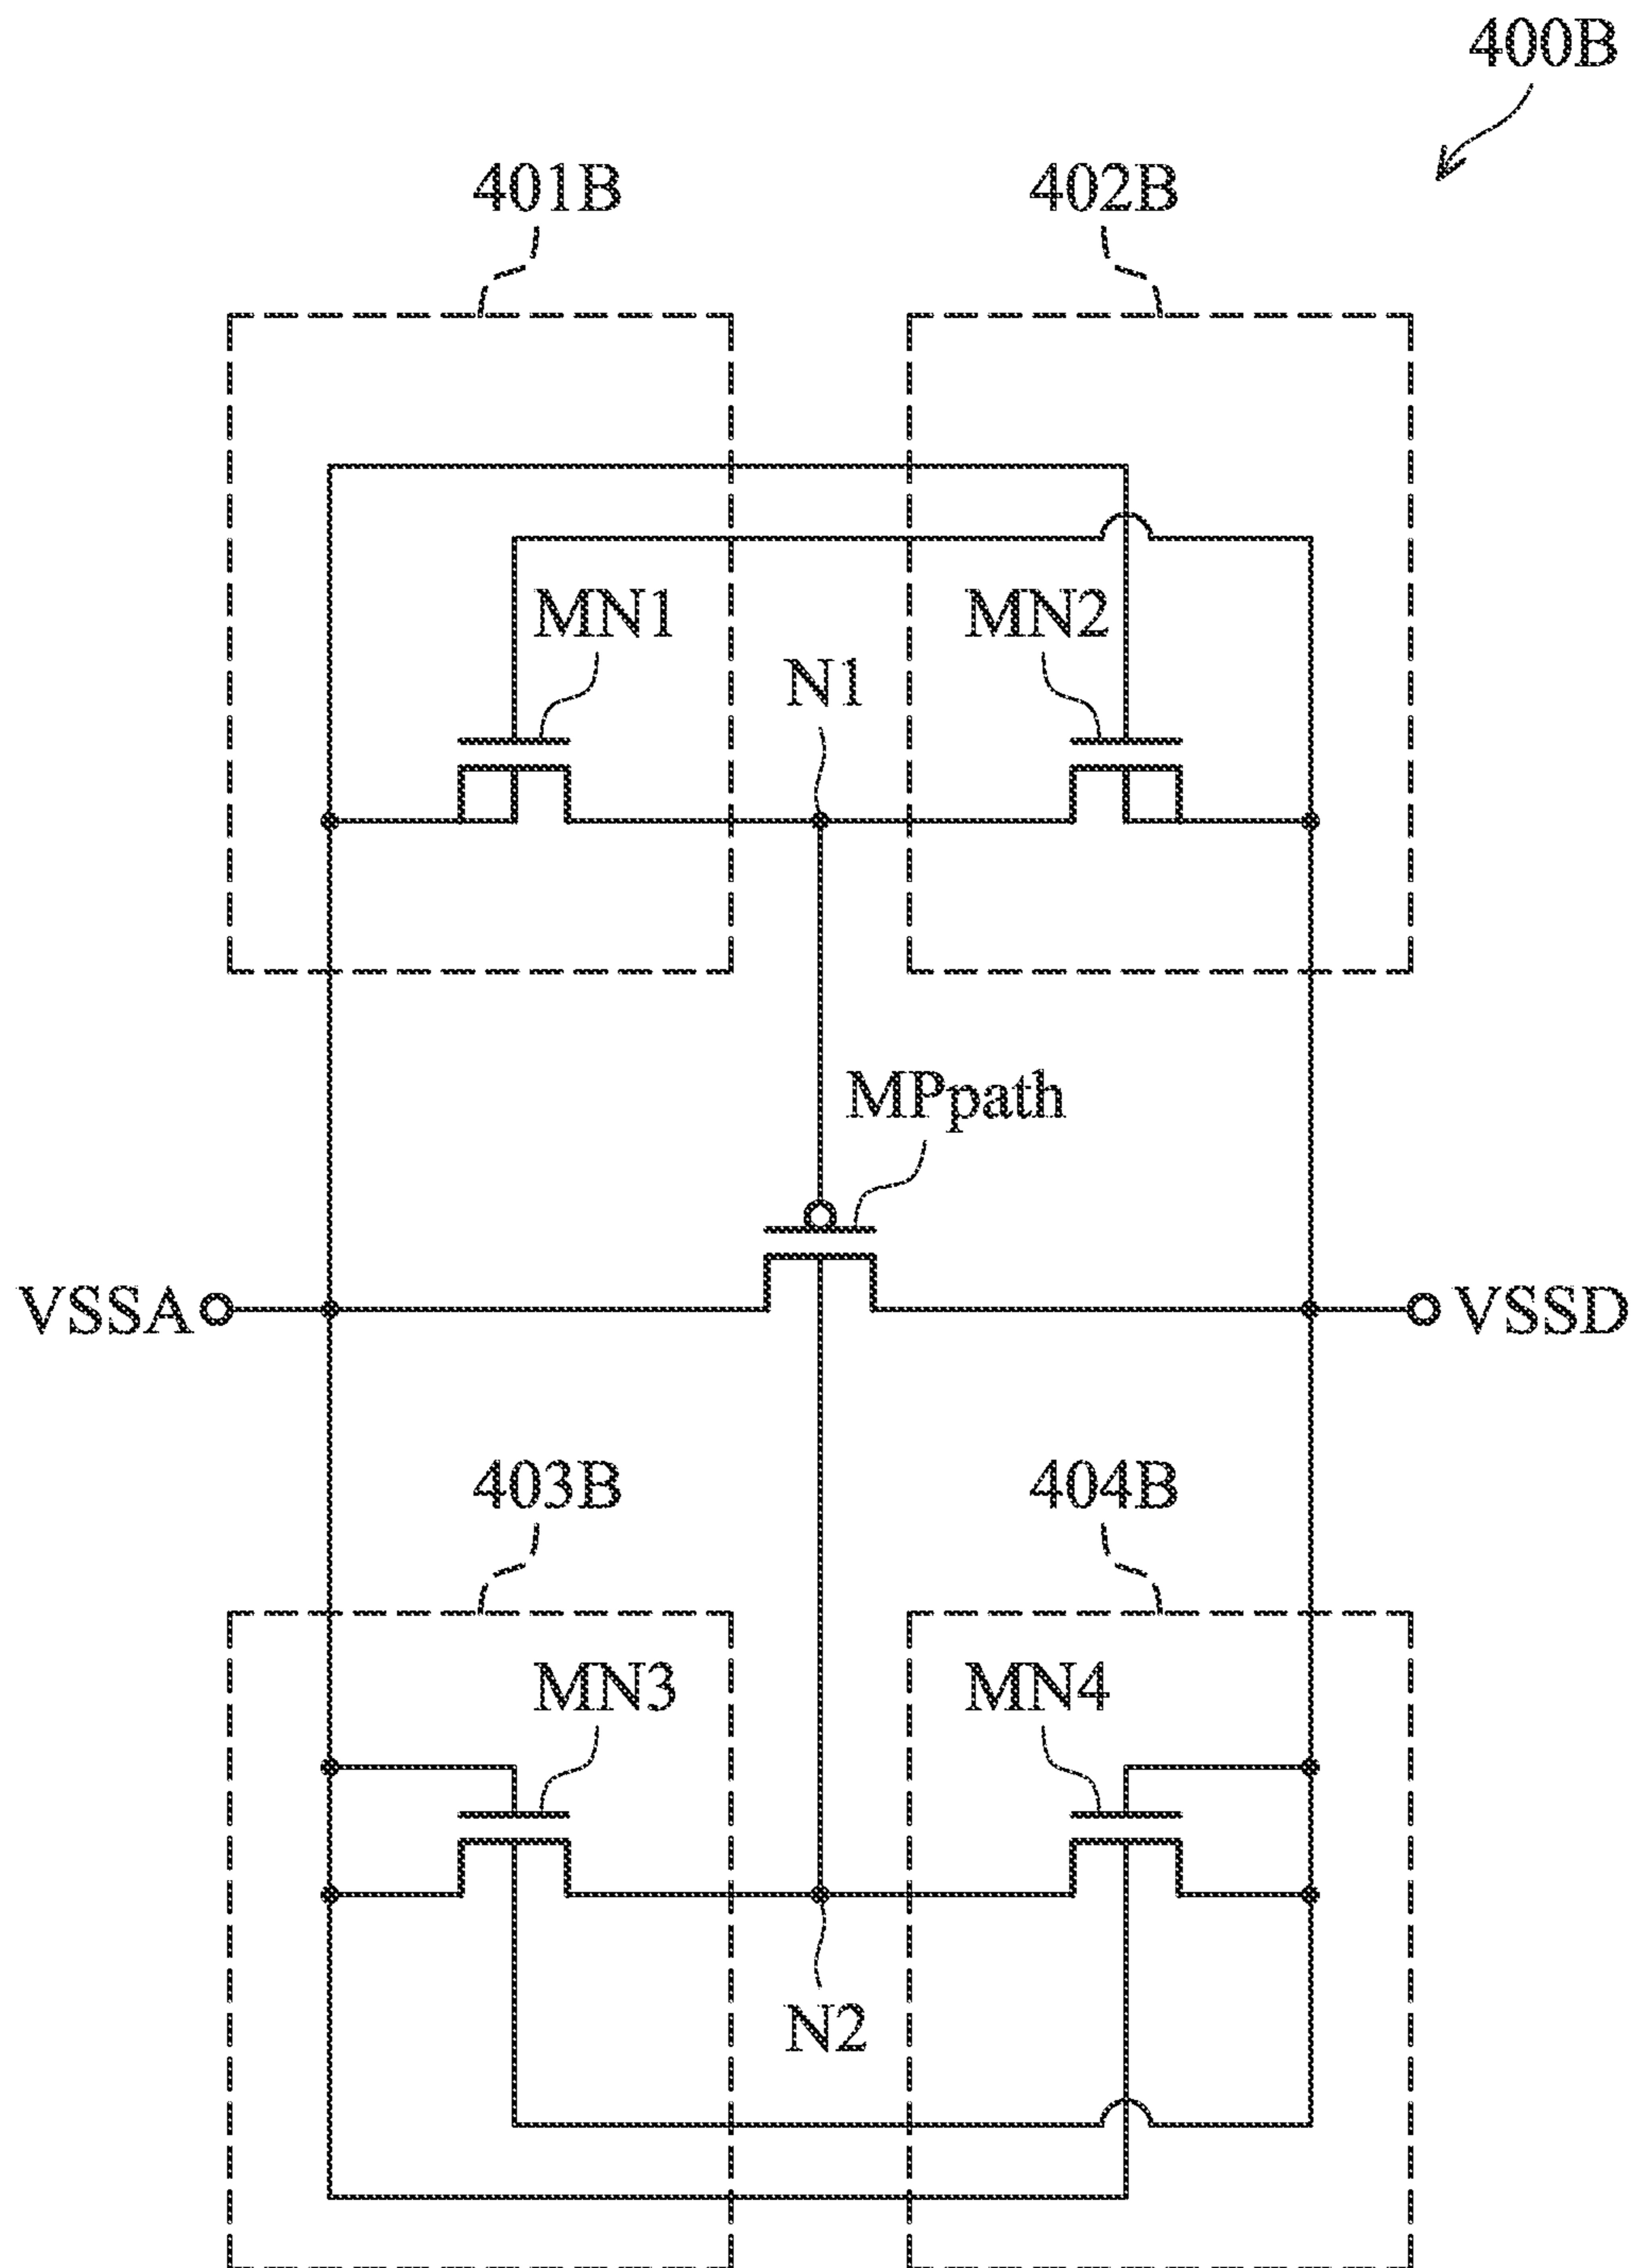 400B
401B
402B
MN1
MN2
N1
MPpath
VSSA
VSSD
403B
404B
MN3
MN4
N2